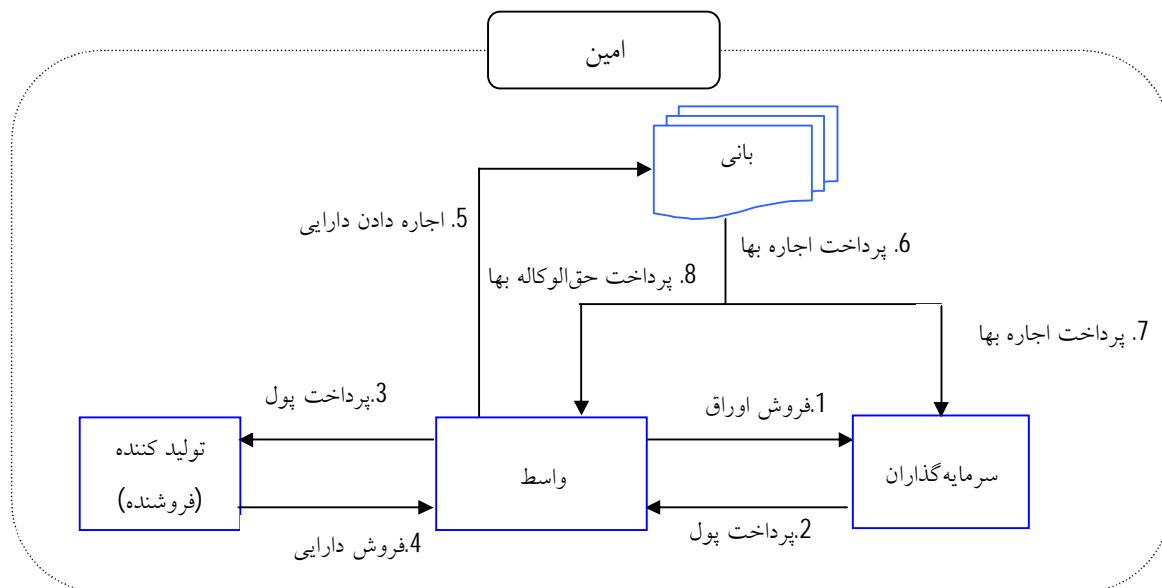 امین
بانی
5. اجاره دادن دارایی
6. پرداخت اجاره بها
8. پرداخت حق‌الوکاله بها
7. پرداخت اجاره بها
3.پرداخت پول
1.فروش اوراق
تولید کننده
(فروشنده)
واسط
سرمایه‌گذاران
4.فروش دارایی
2.پرداخت پول